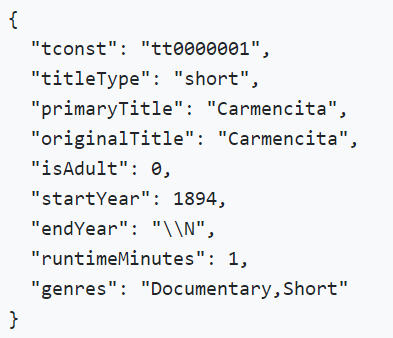 {
"tconst": "tt0000001",
"titleType": "short",
"primaryTitle": "Carmencita",
"originalTitle": "Carmencita",
"isAdult": 0,
"startYear": 1894,
"endYear": "\\N",
"runtimeMinutes": 1,
"genres": "Documentary,Short"
}